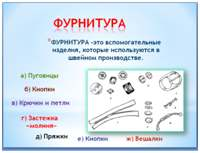 ФУРНИТУРА
*ФУРНИТУРА -это вспомогательные
изделия, которые используются в
швейном производстве.
а) Пуговицы
б) Кнопки
в) Крючки и петли
г) Застежка
«молния»
д) Пряжки
е) Кнопки
ж) Вешалки